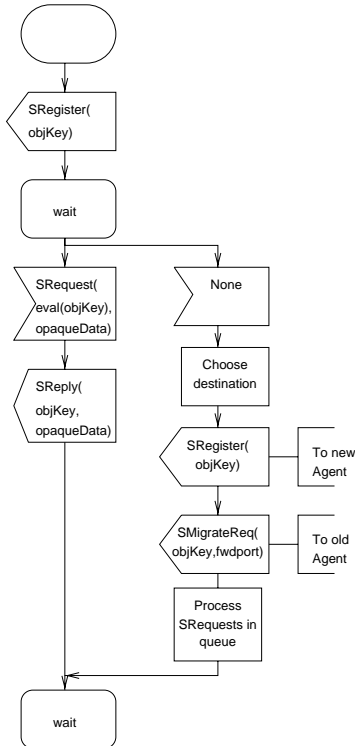 SRegister(
objKey)
wait
SRequest(
eval(objKey),
opaqueData)
None
SReply(
objKey,
opaqueData)
Choose
destination
SRegister(
objKey)
To new
Agent
SMigrateReq(
objKey,fwdport)
To old
Agent
Process
SRequests in
queue
wait